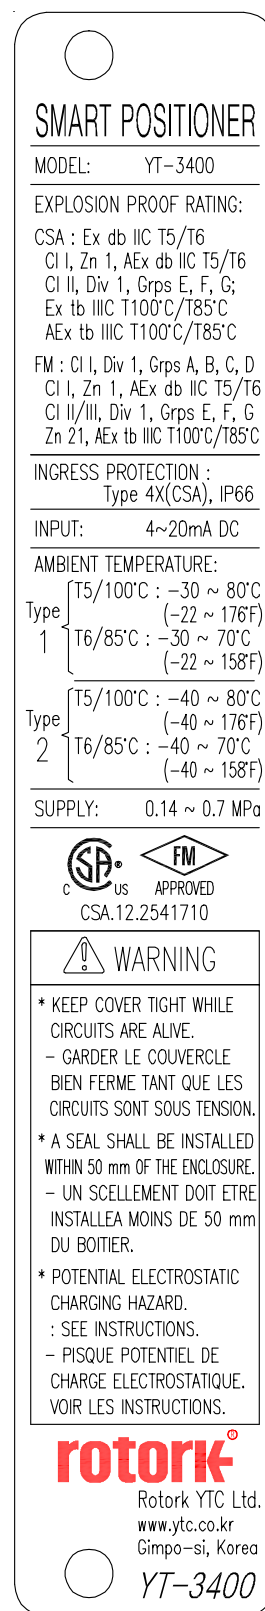 SMART POSITIONER
MODEL: YT-3400
EXPLOSION PROOF RATING:
CSA : Ex db IIC T5/T6
Cl I, Zn 1, AEx db IIC T5/T6
Cl II, Div 1, Grps E, F, G;
Ex tb IIIC T100°C/T85°C
AEx tb IIIC T100°C/T85°C
FM : Cl I, Div 1, Grps A, B, C, D
Cl I, Zn 1, AEx db IIC T5/T6
Cl II/III, Div 1, Grps E, F, G
Zn 21, AEx tb IIIC T100°C/T85°C
INGRESS PROTECTION :
Type 4X(CSA), IP66
INPUT: 4~20mA DC
AMBIENT TEMPERATURE:
Type 1
T5/100°C : -30 ~ 80°C
(-22 ~ 176°F)
T6/85°C : -30 ~ 70°C
(-22 ~ 158°F)
Type 2
T5/100°C : -40 ~ 80°C
(-40 ~ 176°F)
T6/85°C : -40 ~ 70°C
(-40 ~ 158°F)
SUPPLY: 0.14 ~ 0.7 MPa
C SA ® US FM
APPROVED
CSA.12.2541710
WARNING
* KEEP COVER TIGHT WHILE
CIRCUITS ARE ALIVE.
- GARDER LE COUVERCLE
BIEN FERME TANT QUE LES
CIRCUITS SONT SOUS TENSION.
* A SEAL SHALL BE INSTALLED
WITHIN 50 mm OF THE ENCLOSURE.
- UN SCELLEMENT DOIT ETRE
INSTALLEA MOINS DE 50 mm
DU BOITIER.
* POTENTIAL ELECTROSTATIC
CHARGING HAZARD.
: SEE INSTRUCTIONS.
- PISQUE POTENTIEL DE
CHARGE ELECTROSTATIQUE.
VOIR LES INSTRUCTIONS.
rotork®
Rotork YTC Ltd.
www.ytc.co.kr
Gimpo-si, Korea
YT-3400